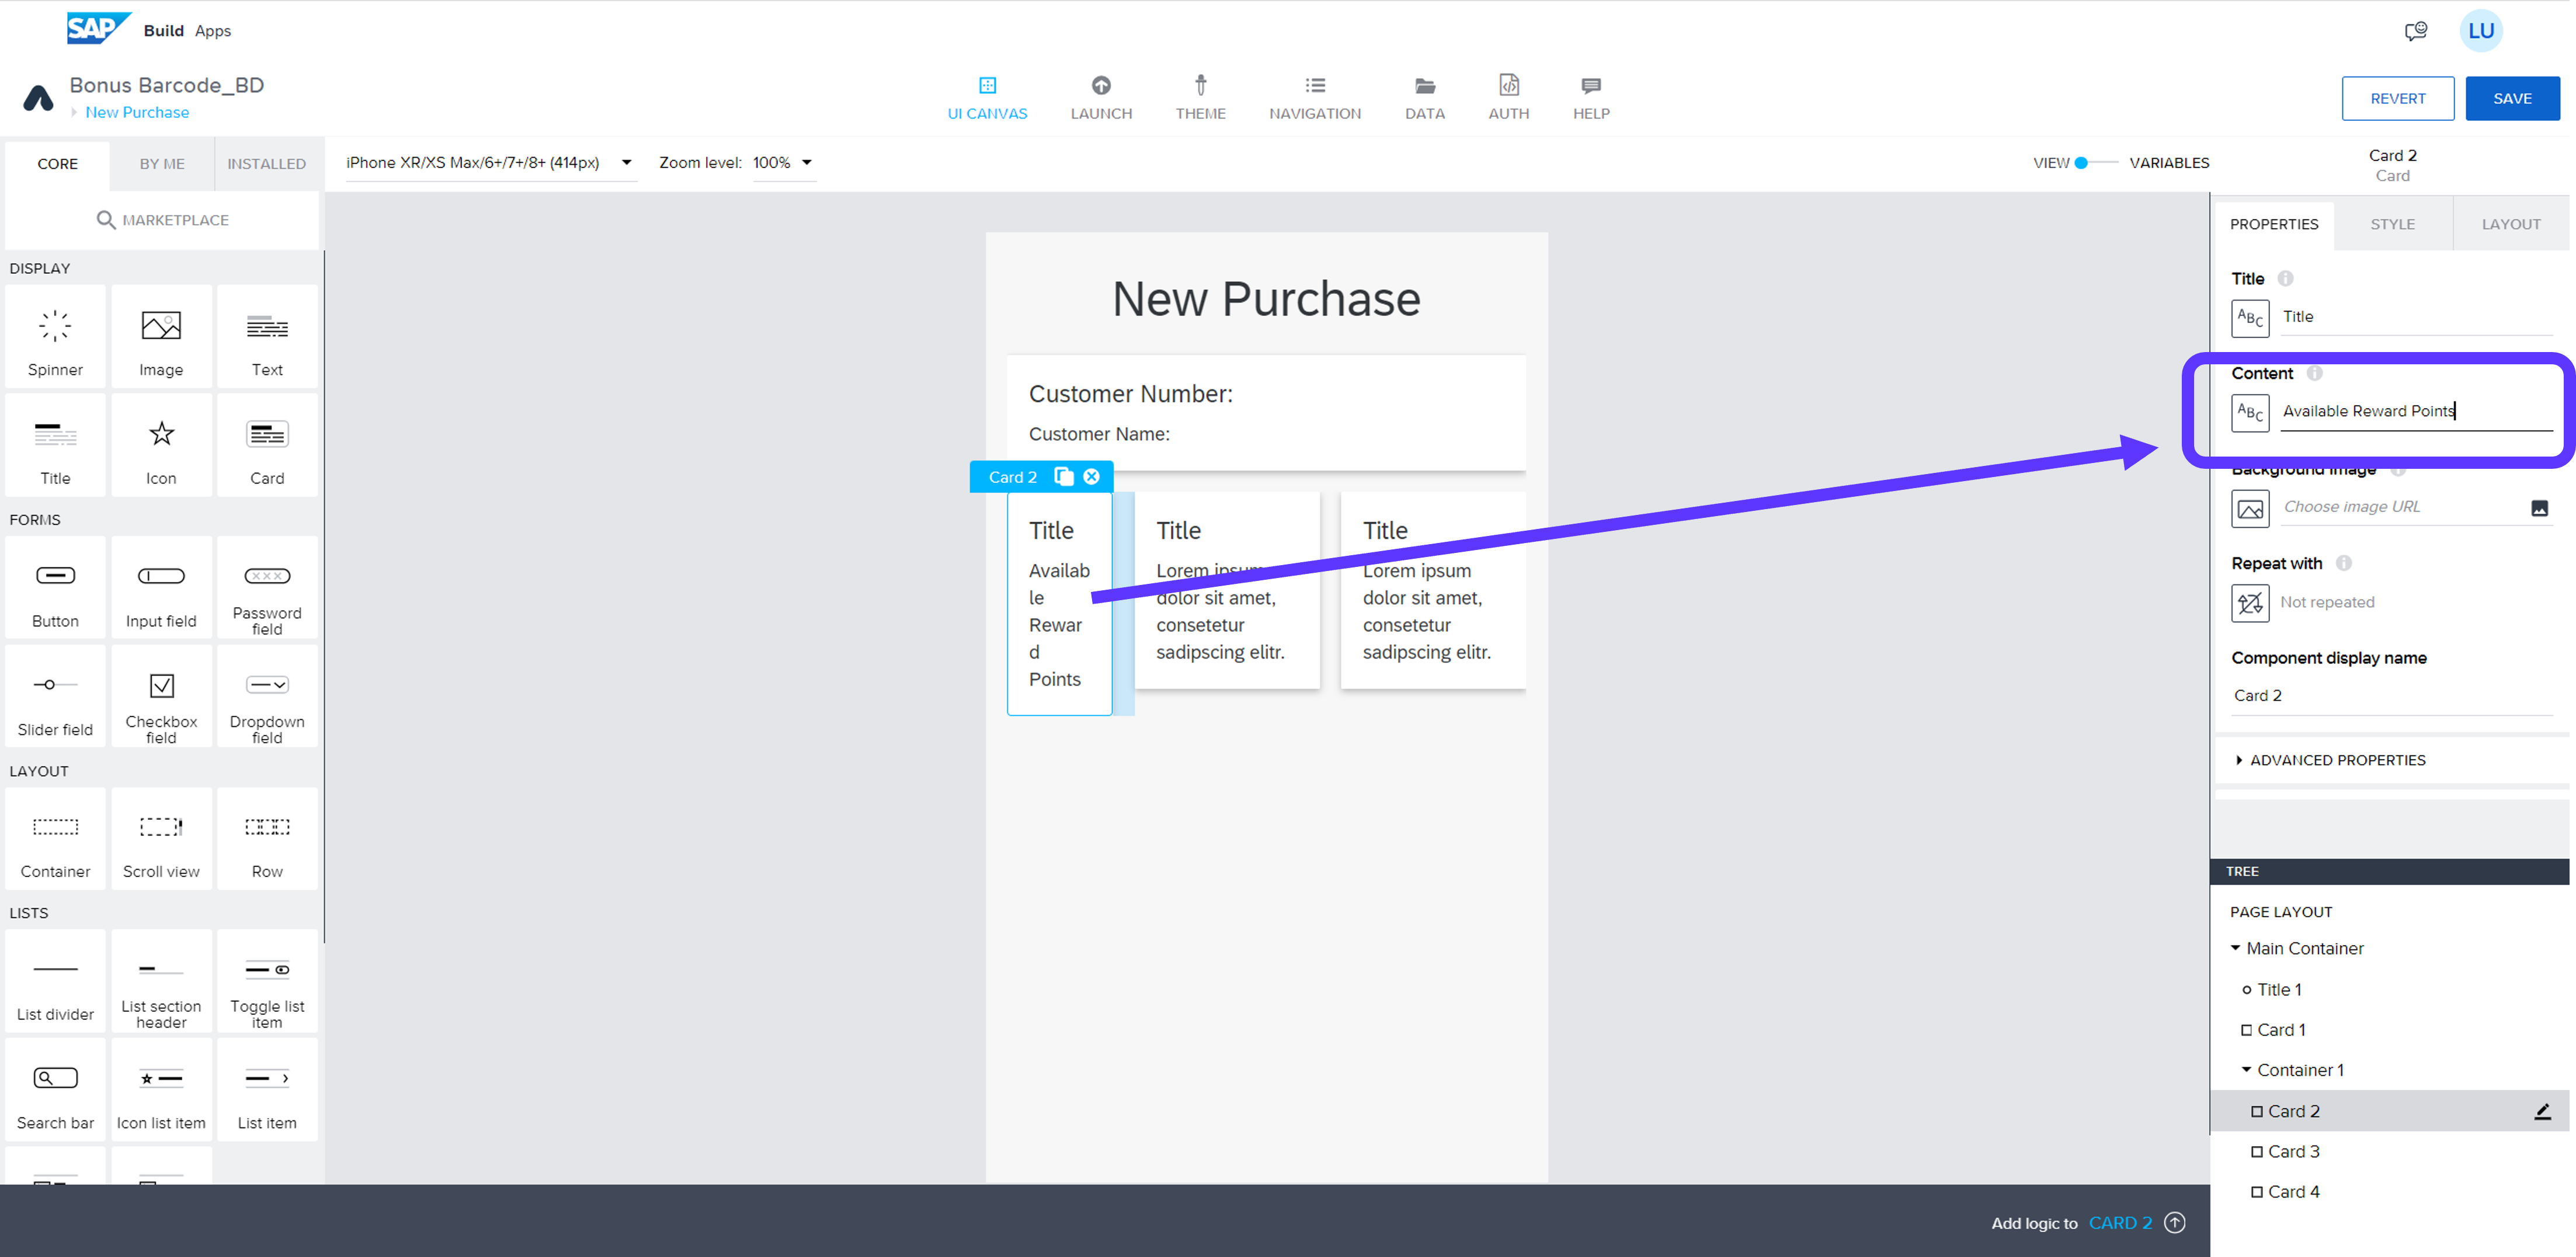 SAP Build Apps
LU
Bonus Barcode_BD
New Purchase
UI CANVAS
LAUNCH
THEME
NAVIGATION
DATA
AUTH
HELP
REVERT
SAVE
CORE
BY ME
INSTALLED
iPhone XR/XS Max/6+/7+/8+ (414px)
Zoom level: 100%
VIEW
VARIABLES
Card 2
Card
MARKETPLACE
DISPLAY
Spinner
Image
Text
Title
Icon
Card
FORMS
Button
Input field
Password
field
Slider field
Checkbox
field
Dropdown
field
LAYOUT
Container
Scroll view
Row
LISTS
List divider
List section
header
Toggle list
item
Search bar
Icon list item
List item
New Purchase
Customer Number:
Customer Name:
Card 2
Title
Availab
le
Rewar
d
Points
Title
Lorem ipsum
dolor sit amet,
consetetur
sadipscing elitr.
Title
Lorem ipsum
dolor sit amet,
consetetur
sadipscing elitr.
PROPERTIES
STYLE
LAYOUT
Title
ABC
Title
Content
ABC
Available Reward Points
Background image
Choose image URL
Repeat with
Not repeated
Component display name
Card 2
ADVANCED PROPERTIES
TREE
PAGE LAYOUT
Main Container
Title 1
Card 1
Container 1
Card 2
Card 3
Card 4
Add logic to CARD 2